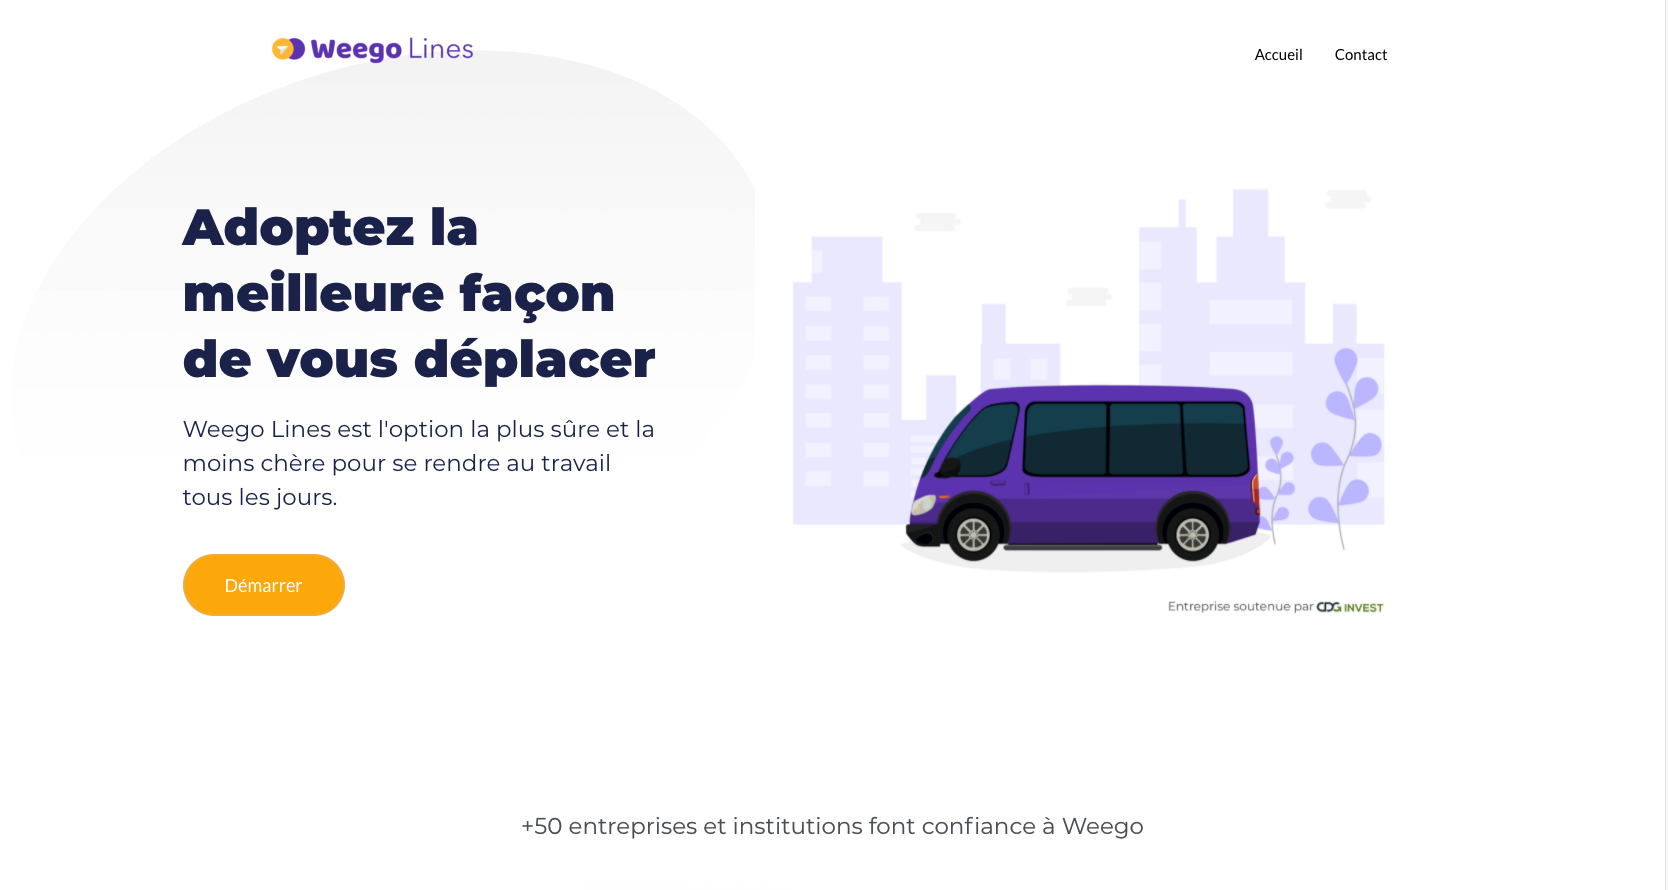 Weego Lines
Accueil
Contact
Adoptez la
meilleure façon
de vous déplacer
Weego Lines est l'option la plus sûre et la
moins chère pour se rendre au travail
tous les jours.
Démarrer
Entreprise soutenue par CDG INVEST
+50 entreprises et institutions font confiance à Weego